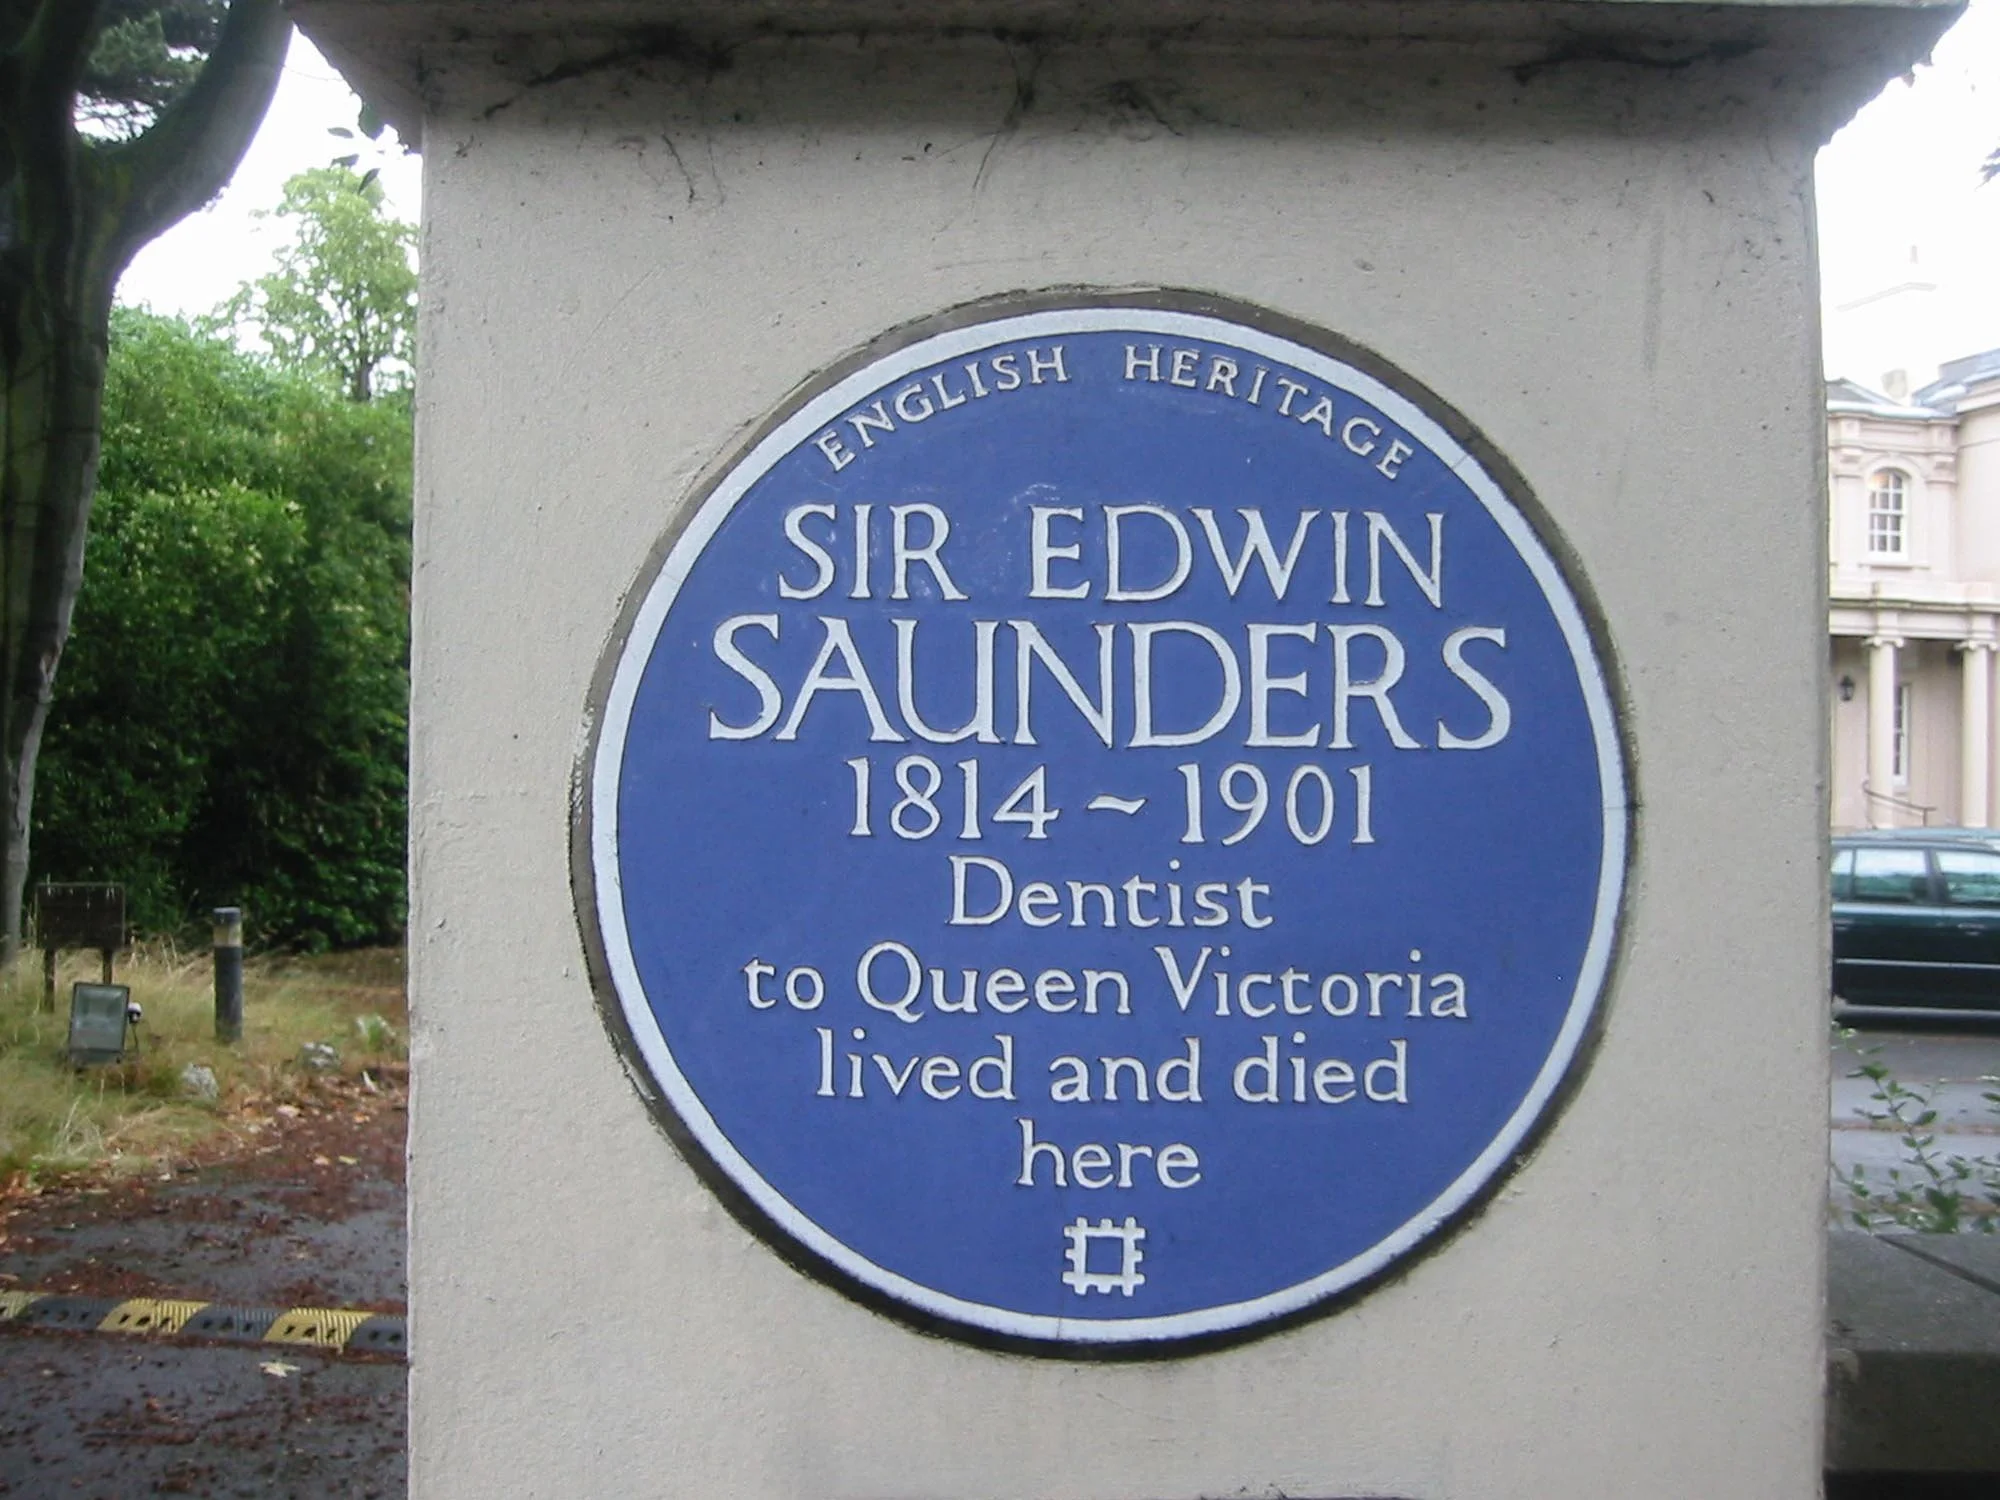 ENGLISH HERITAGE
SIR EDWIN
SAUNDERS
1814 ~ 1901
Dentist
to Queen Victoria
lived and died
here